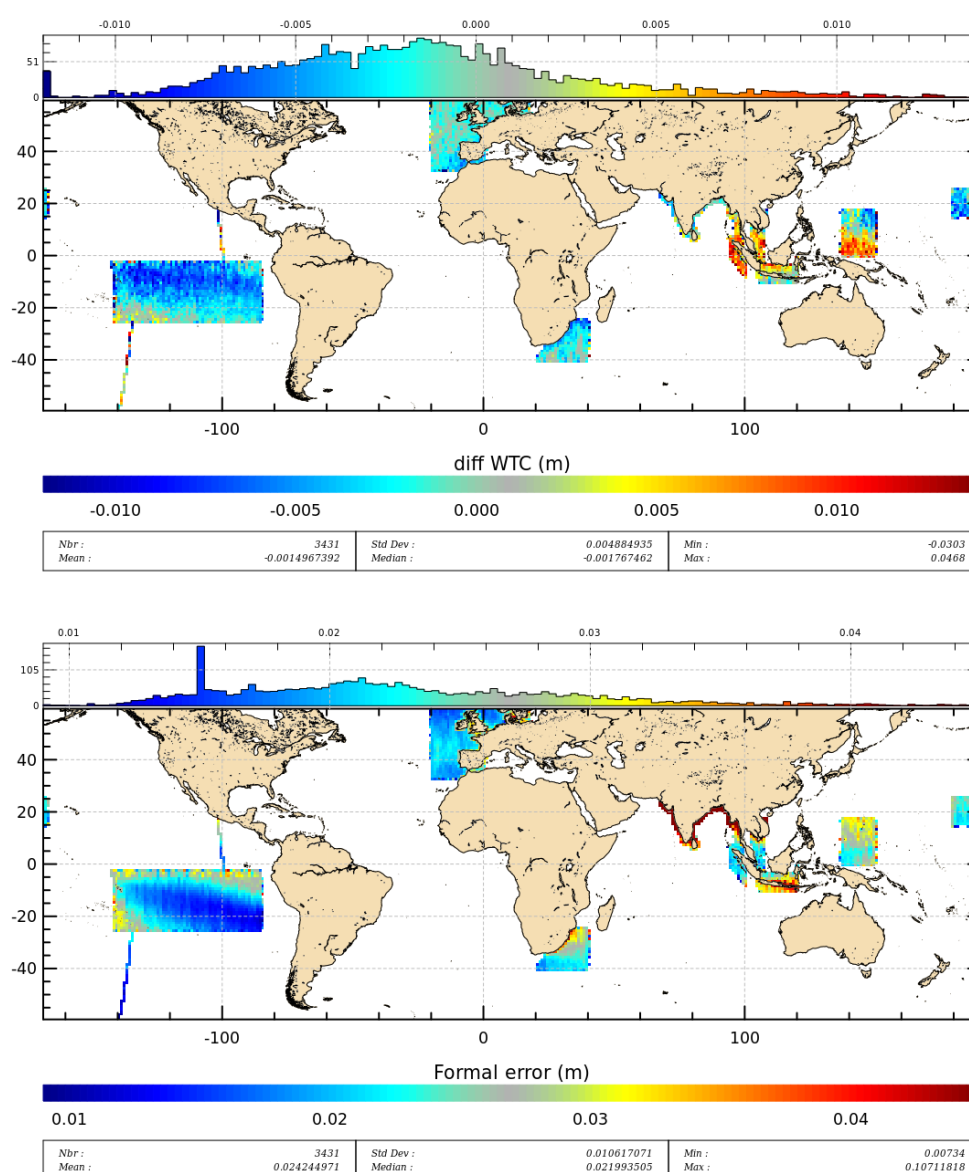 -0.010 -0.005 0.000 0.005 0.010
51
0
40
20
0
-20
-40
-100 0 100
diff WTC (m)
-0.010 -0.005 0.000 0.005 0.010
Nbr : 3431 Std Dev : 0.004884935 Min : -0.0303
Mean : -0.0014967392 Median : -0.001767462 Max : 0.0468
0.01 0.02 0.03 0.04
105
0
40
20
0
-20
-40
-100 0 100
Formal error (m)
0.01 0.02 0.03 0.04
Nbr : 3431 Std Dev : 0.010617071 Min : 0.00734
Mean : 0.024244971 Median : 0.021993505 Max : 0.10711818